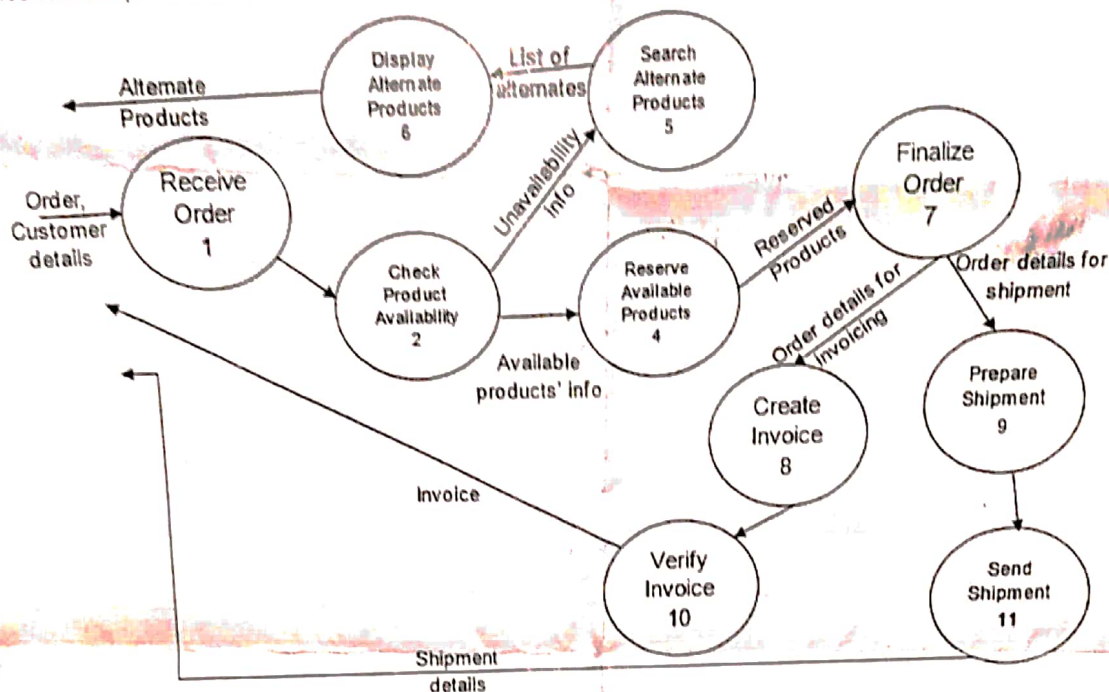 Display
Alternate
Products
6
List of
alternates
Search
Alternate
Products
5
Alternate
Products
Receive
Order
1
Order,
Customer
details
Unavailability
info
Finalize
Order
7
Check
Product
Availability
2
Reserve
Available
Products
4
Reserved
Products
Order details for
shipment
Order details for
invoicing
Available
products' info
Create
Invoice
8
Prepare
Shipment
9
Invoice
Verify
Invoice
10
Send
Shipment
11
Shipment
details